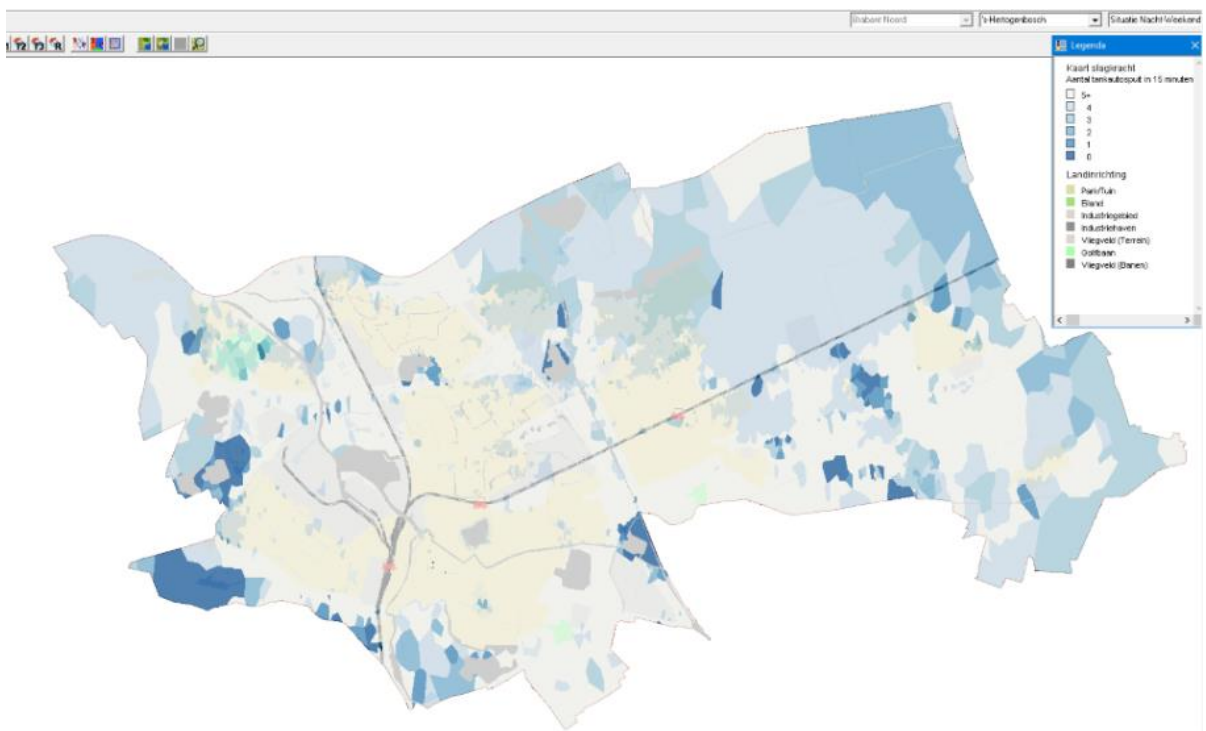 Brabant Noord 's-Hertogenbosch Situatie Nacht-Weekend
Legenda
Kaart slagkracht
Aantal tankautospuit in 15 minuten
5+
4
3
2
1
0
Landinrichting
Park/Tuin
Eiland
Industriegebied
Industriehaven
Vliegveld (Terrein)
Golfbaan
Vliegveld (Banen)